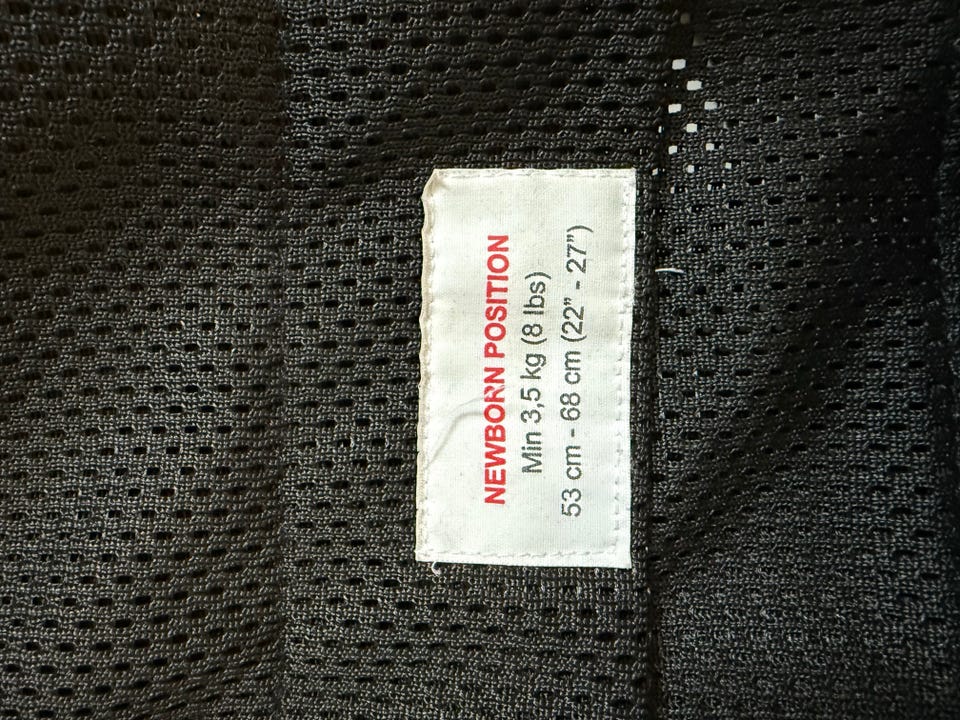 NEWBORN POSITION
Min 3,5 kg (8 lbs)
53 cm - 68 cm (22” - 27”)